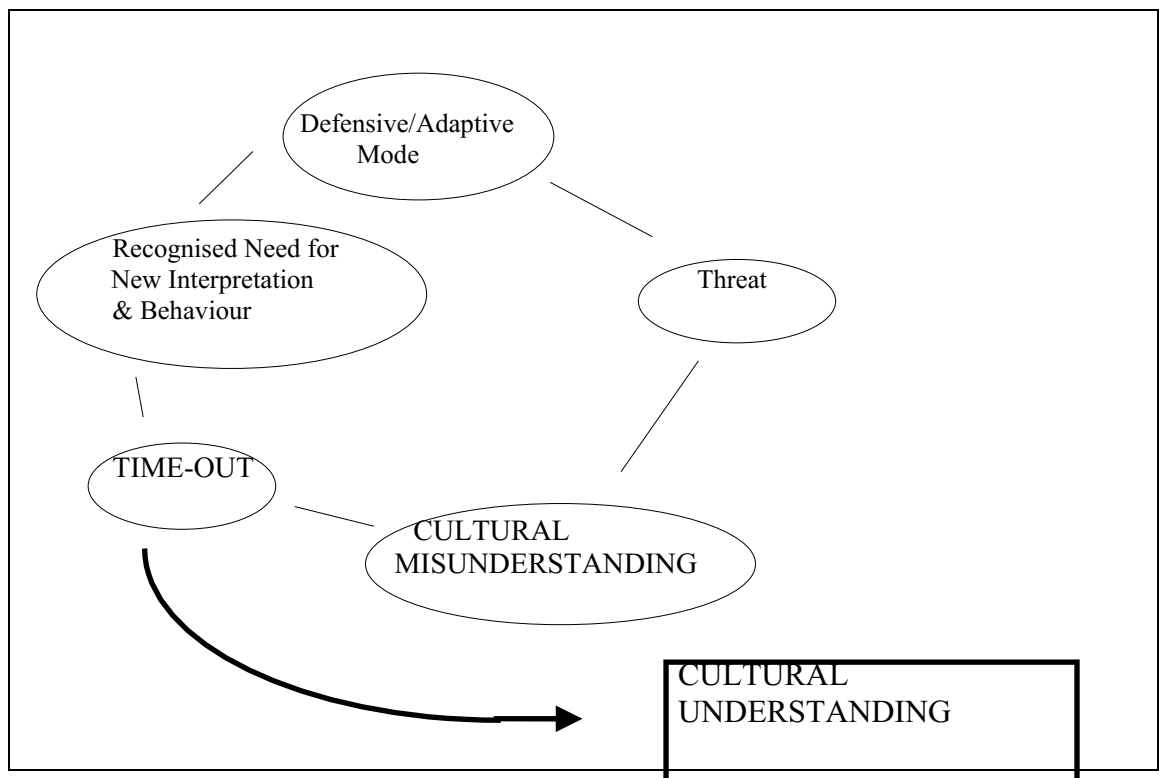 Defensive/Adaptive
Mode
Recognised Need for
New Interpretation
& Behaviour
Threat
TIME-OUT
CULTURAL
MISUNDERSTANDING
CULTURAL
UNDERSTANDING